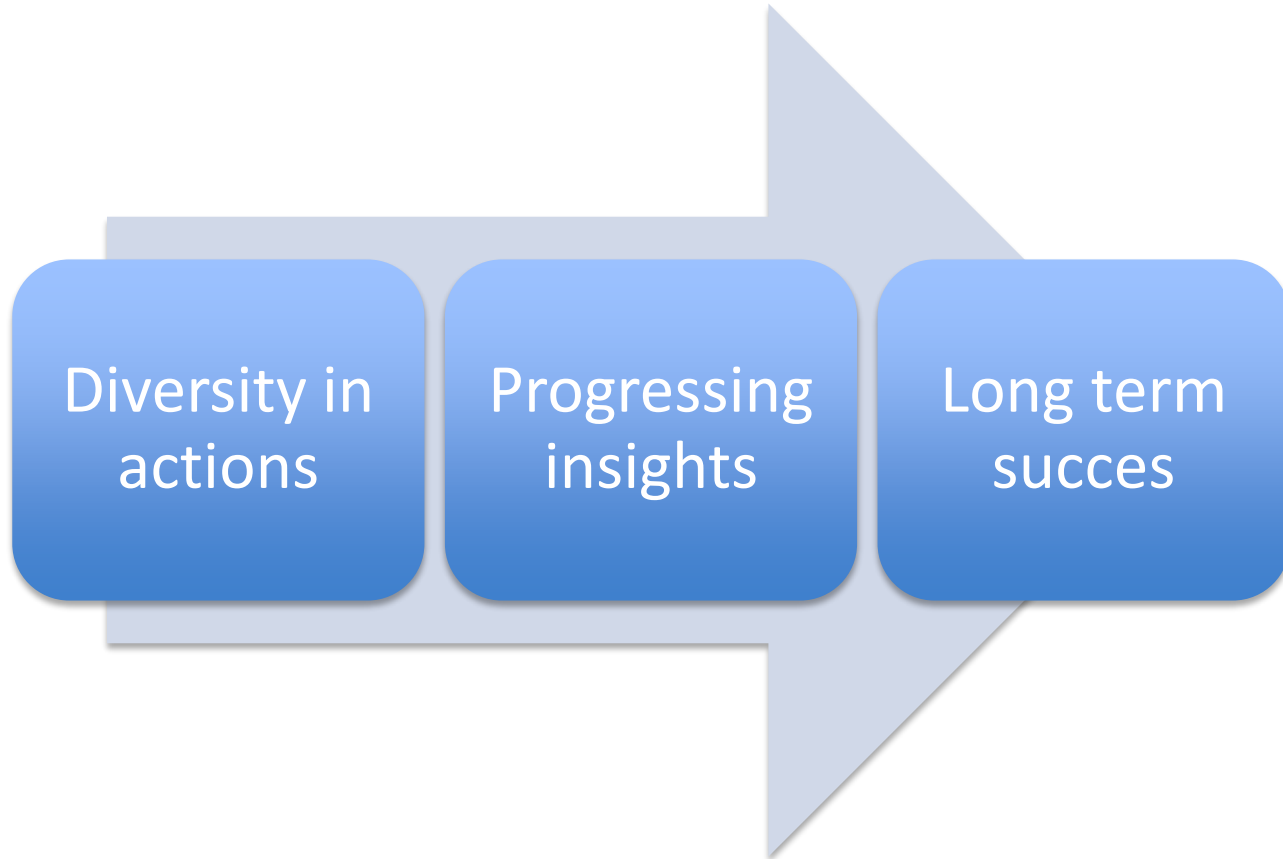 Diversity in
actions
Progressing
insights
Long term
succes